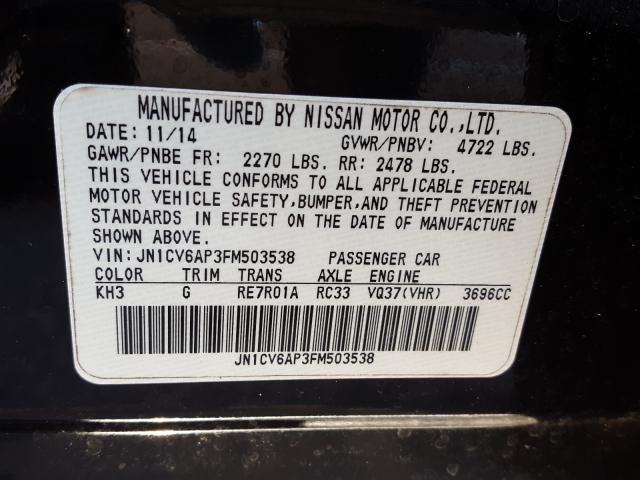 MANUFACTURED BY NISSAN MOTOR CO.,LTD.
DATE: 11/14 GVWR/PNBV: 4722 LBS.
GAWR/PNBE FR: 2270 LBS. RR: 2478 LBS.
THIS VEHICLE CONFORMS TO ALL APPLICABLE FEDERAL
MOTOR VEHICLE SAFETY,BUMPER,AND THEFT PREVENTION
STANDARDS IN EFFECT ON THE DATE OF MANUFACTURE
SHOWN ABOVE.
VIN:JN1CV6AP3FM503538 PASSENGER CAR
COLOR TRIM TRANS AXLE ENGINE
KH3 G RE7R01A RC33 VQ37(VHR) 3696CC
JN1CV6AP3FM503538